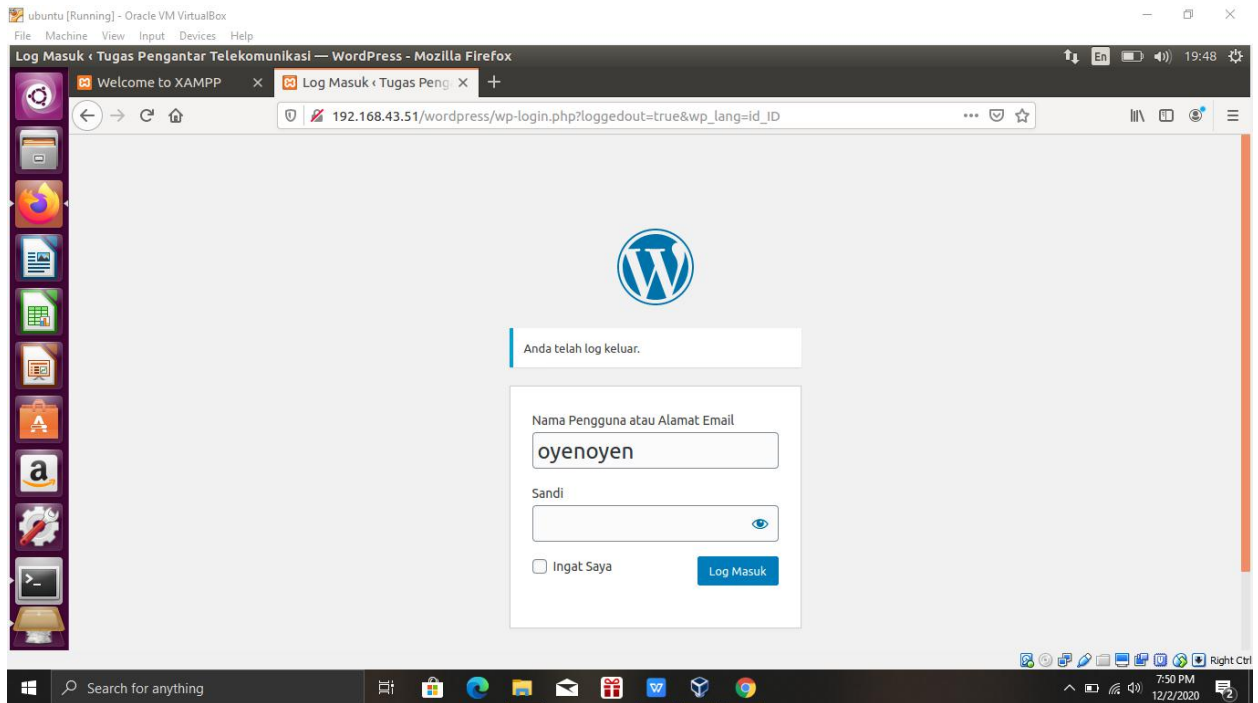 ubuntu [Running] - Oracle VM VirtualBox
File Machine View Input Devices Help
Log Masuk ‹ Tugas Pengantar Telekomunikasi — WordPress - Mozilla Firefox
En
19:48
Welcome to XAMPP
Log Masuk ‹ Tugas Peng
192.168.43.51/wordpress/wp-login.php?loggedout=true&wp_lang=id_ID
Anda telah log keluar.
Nama Pengguna atau Alamat Email
oyenoyen
Sandi
Ingat Saya
Log Masuk
Right Ctrl
Search for anything
7:50 PM
12/2/2020
2